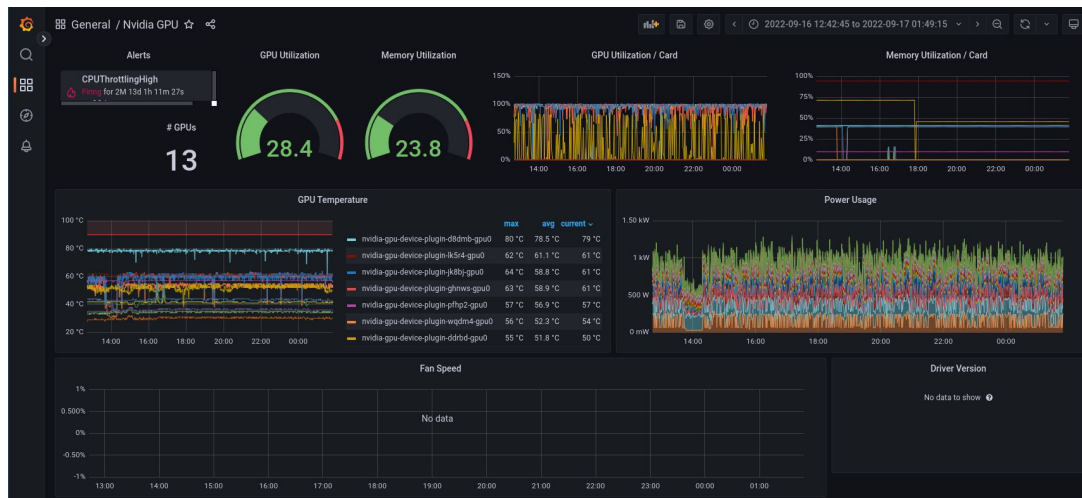 General / Nvidia GPU
2022-09-16 12:42:45 to 2022-09-17 01:49:15
Alerts
CPUThrottlingHigh
Firing for 2M 13d 1h 11m 27s
# GPUs
13
GPU Utilization
28.4
Memory Utilization
23.8
GPU Utilization / Card
150%
100%
50%
0%
14:00 16:00 18:00 20:00 22:00 00:00
Memory Utilization / Card
100%
75%
50%
25%
0%
14:00 16:00 18:00 20:00 22:00 00:00
GPU Temperature
100 °C
80 °C
60 °C
40 °C
20 °C
14:00 16:00 18:00 20:00 22:00 00:00
max avg current
nvidia-gpu-device-plugin-d8dmb-gpu0 80 °C 78.5 °C 79 °C
nvidia-gpu-device-plugin-lk5r4-gpu0 62 °C 61.1 °C 61 °C
nvidia-gpu-device-plugin-jk8bj-gpu0 64 °C 58.8 °C 61 °C
nvidia-gpu-device-plugin-ghnws-gpu0 63 °C 58.9 °C 61 °C
nvidia-gpu-device-plugin-pfhp2-gpu0 57 °C 56.9 °C 57 °C
nvidia-gpu-device-plugin-wqdm4-gpu0 56 °C 52.3 °C 54 °C
nvidia-gpu-device-plugin-ddrbd-gpu0 55 °C 51.8 °C 50 °C
Power Usage
1.50 kW
1 kW
500 W
0 mW
14:00 16:00 18:00 20:00 22:00 00:00
Fan Speed
1%
0.500%
0%
-0.50%
-1%
No data
13:00 14:00 15:00 16:00 17:00 18:00 19:00 20:00 21:00 22:00 23:00 00:00 01:00
Driver Version
No data to show